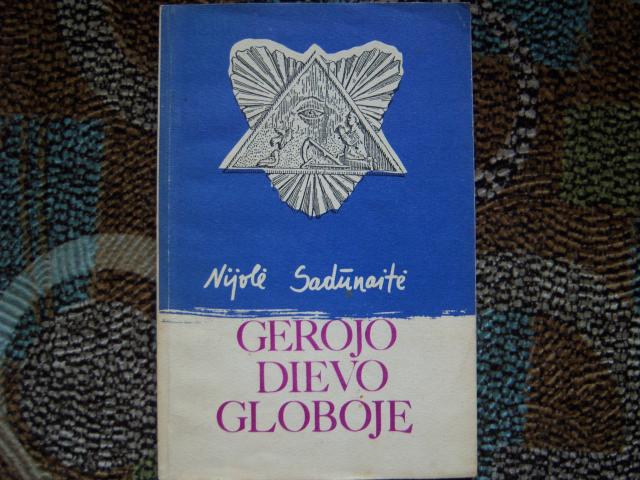 Nijolė Sadūnaitė
GEROJO
DIEVO
GLOBOJE